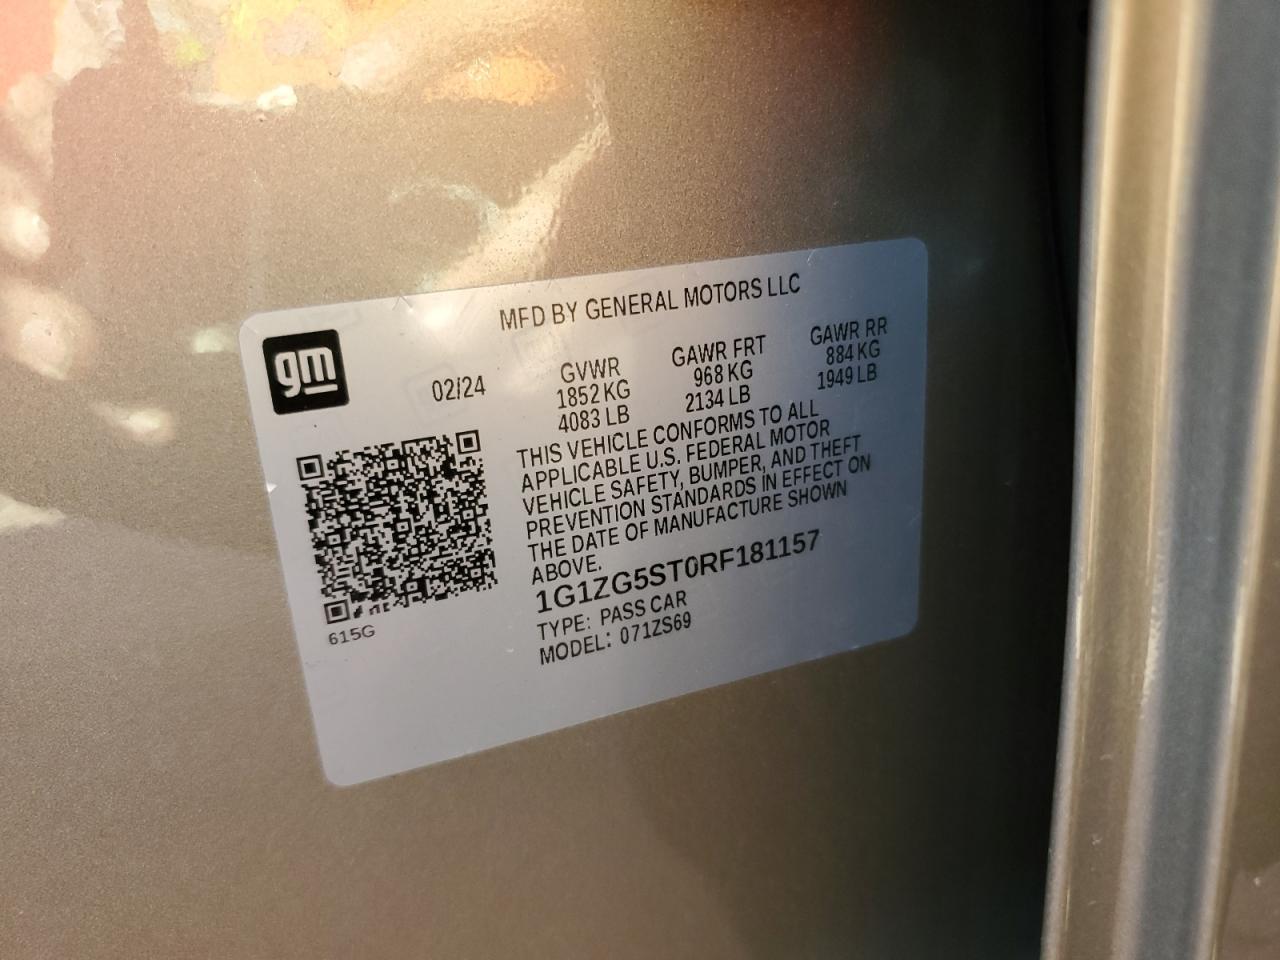 MFD BY GENERAL MOTORS LLC
gm
02/24
GVWR
1852 KG
4083 LB
GAWR FRT
968 KG
2134 LB
GAWR RR
884 KG
1949 LB
THIS VEHICLE CONFORMS TO ALL
APPLICABLE U.S. FEDERAL MOTOR
VEHICLE SAFETY, BUMPER, AND THEFT
PREVENTION STANDARDS IN EFFECT ON
THE DATE OF MANUFACTURE SHOWN
ABOVE.
1G1ZG5ST0RF181157
TYPE: PASS CAR
MODEL: 071ZS69
615G